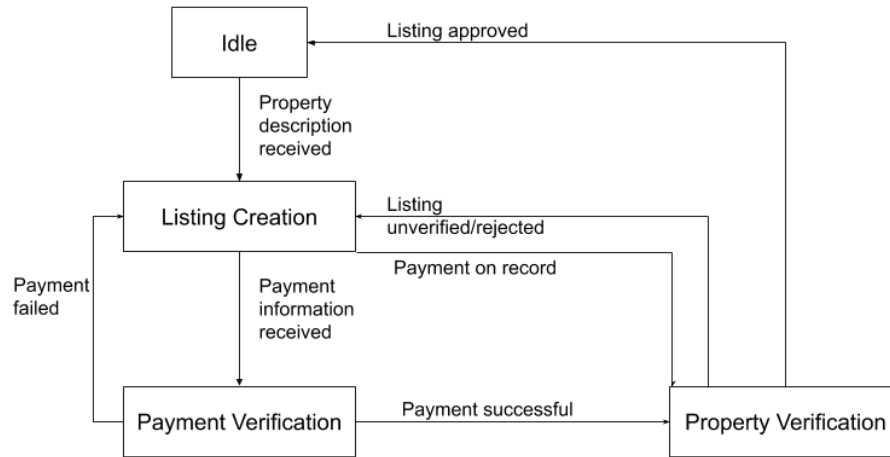 Listing approved
Idle
Property
description
received
Listing Creation
Listing
unverified/rejected
Payment on record
Payment
failed
Payment
information
received
Payment Verification
Payment successful
Property Verification